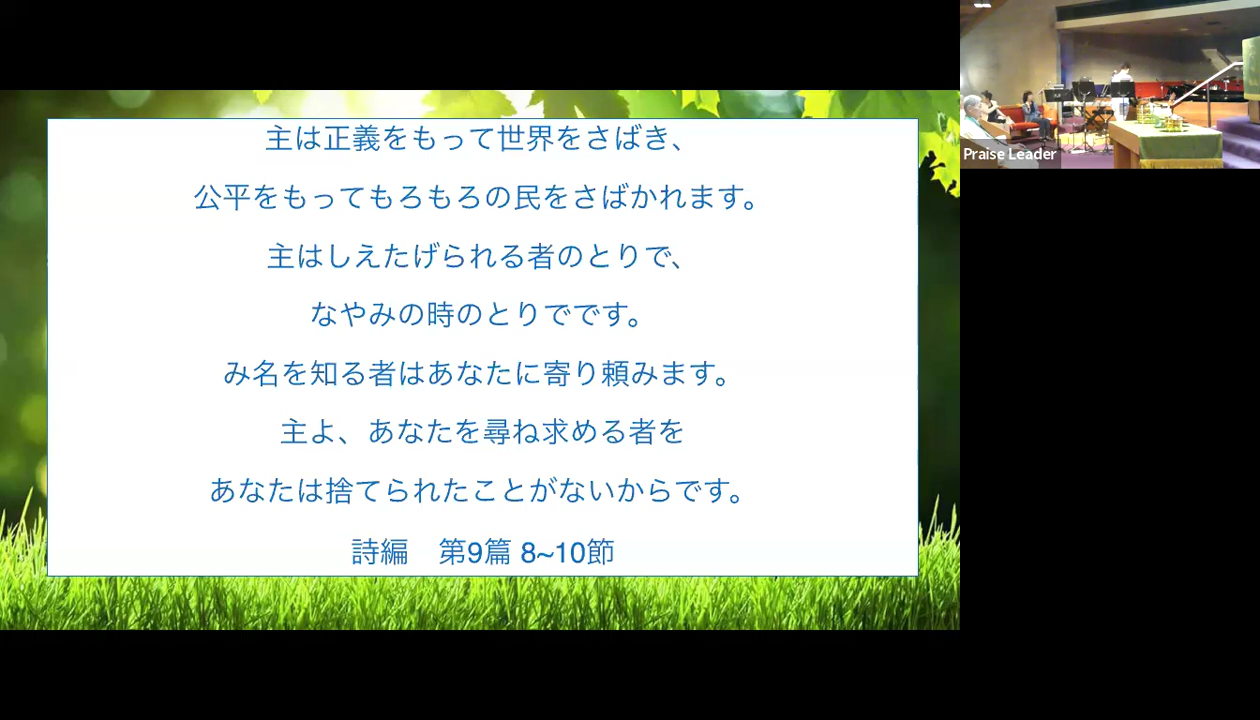 主は正義をもって世界をさばき、
公平をもってもろもろの民をさばかれます。
主はしえたげられる者のとりで、
なやみの時のとりでです。
み名を知る者はあなたに寄り頼みます。
主よ、あなたを尋ね求める者を
あなたは捨てられたことがないからです。
詩編　第9篇 8~10節
Praise Leader